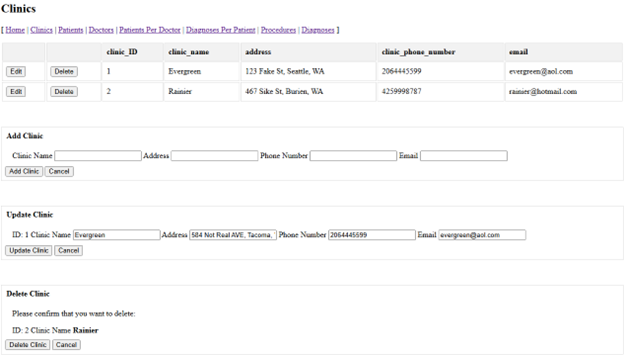 Clinics
[ Home | Clinics | Patients | Doctors | Patients Per Doctor | Diagnoses Per Patient | Procedures | Diagnoses ]
clinic_ID clinic_name address clinic_phone_number email
Edit Delete 1 Evergreen 123 Fake St, Seattle, WA 2064445599 evergreen@aol.com
Edit Delete 2 Rainier 467 Sike St, Burien, WA 4259998787 rainier@hotmail.com
Add Clinic
Clinic Name Address Phone Number Email
Add Clinic Cancel
Update Clinic
ID: 1 Clinic Name Evergreen Address 584 Not Real AVE, Tacoma, Phone Number 2064445599 Email evergreen@aol.com
Update Clinic Cancel
Delete Clinic
Please confirm that you want to delete:
ID: 2 Clinic Name Rainier
Delete Clinic Cancel